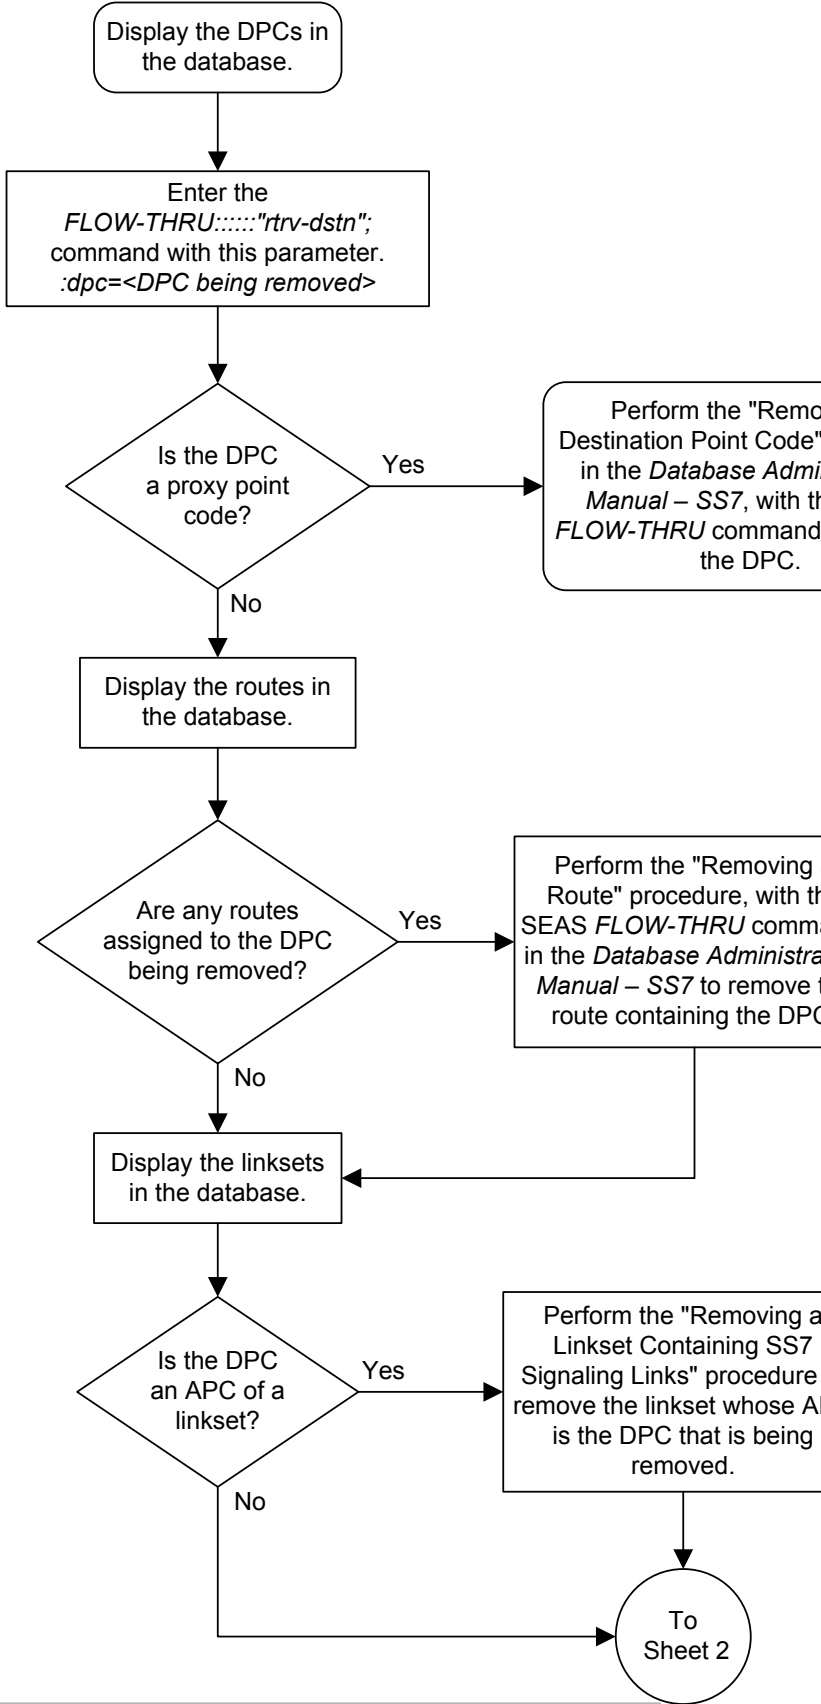 Display the DPCs in
the database.
Enter the
FLOW-THRU::::::"rtrv-dstn";
command with this parameter.
:dpc=<DPC being removed>
Is the DPC
a proxy point
code?
Yes
Perform the
Destination Point Code"
in the Database
Manual – SS7, with
FLOW-THRU command
the DPC.
No
Display the routes in
the database.
Are any routes
assigned to the DPC
being removed?
Yes
Perform the "Removing
Route" procedure, with
SEAS FLOW-THRU
in the Database
Manual – SS7 to remove
route containing the DPC
No
Display the linksets
in the database.
Is the DPC
an APC of a
linkset?
Yes
Perform the "Removing a
Linkset Containing SS7
Signaling Links" procedure
remove the linkset whose
is the DPC that is being
removed.
No
To
Sheet 2